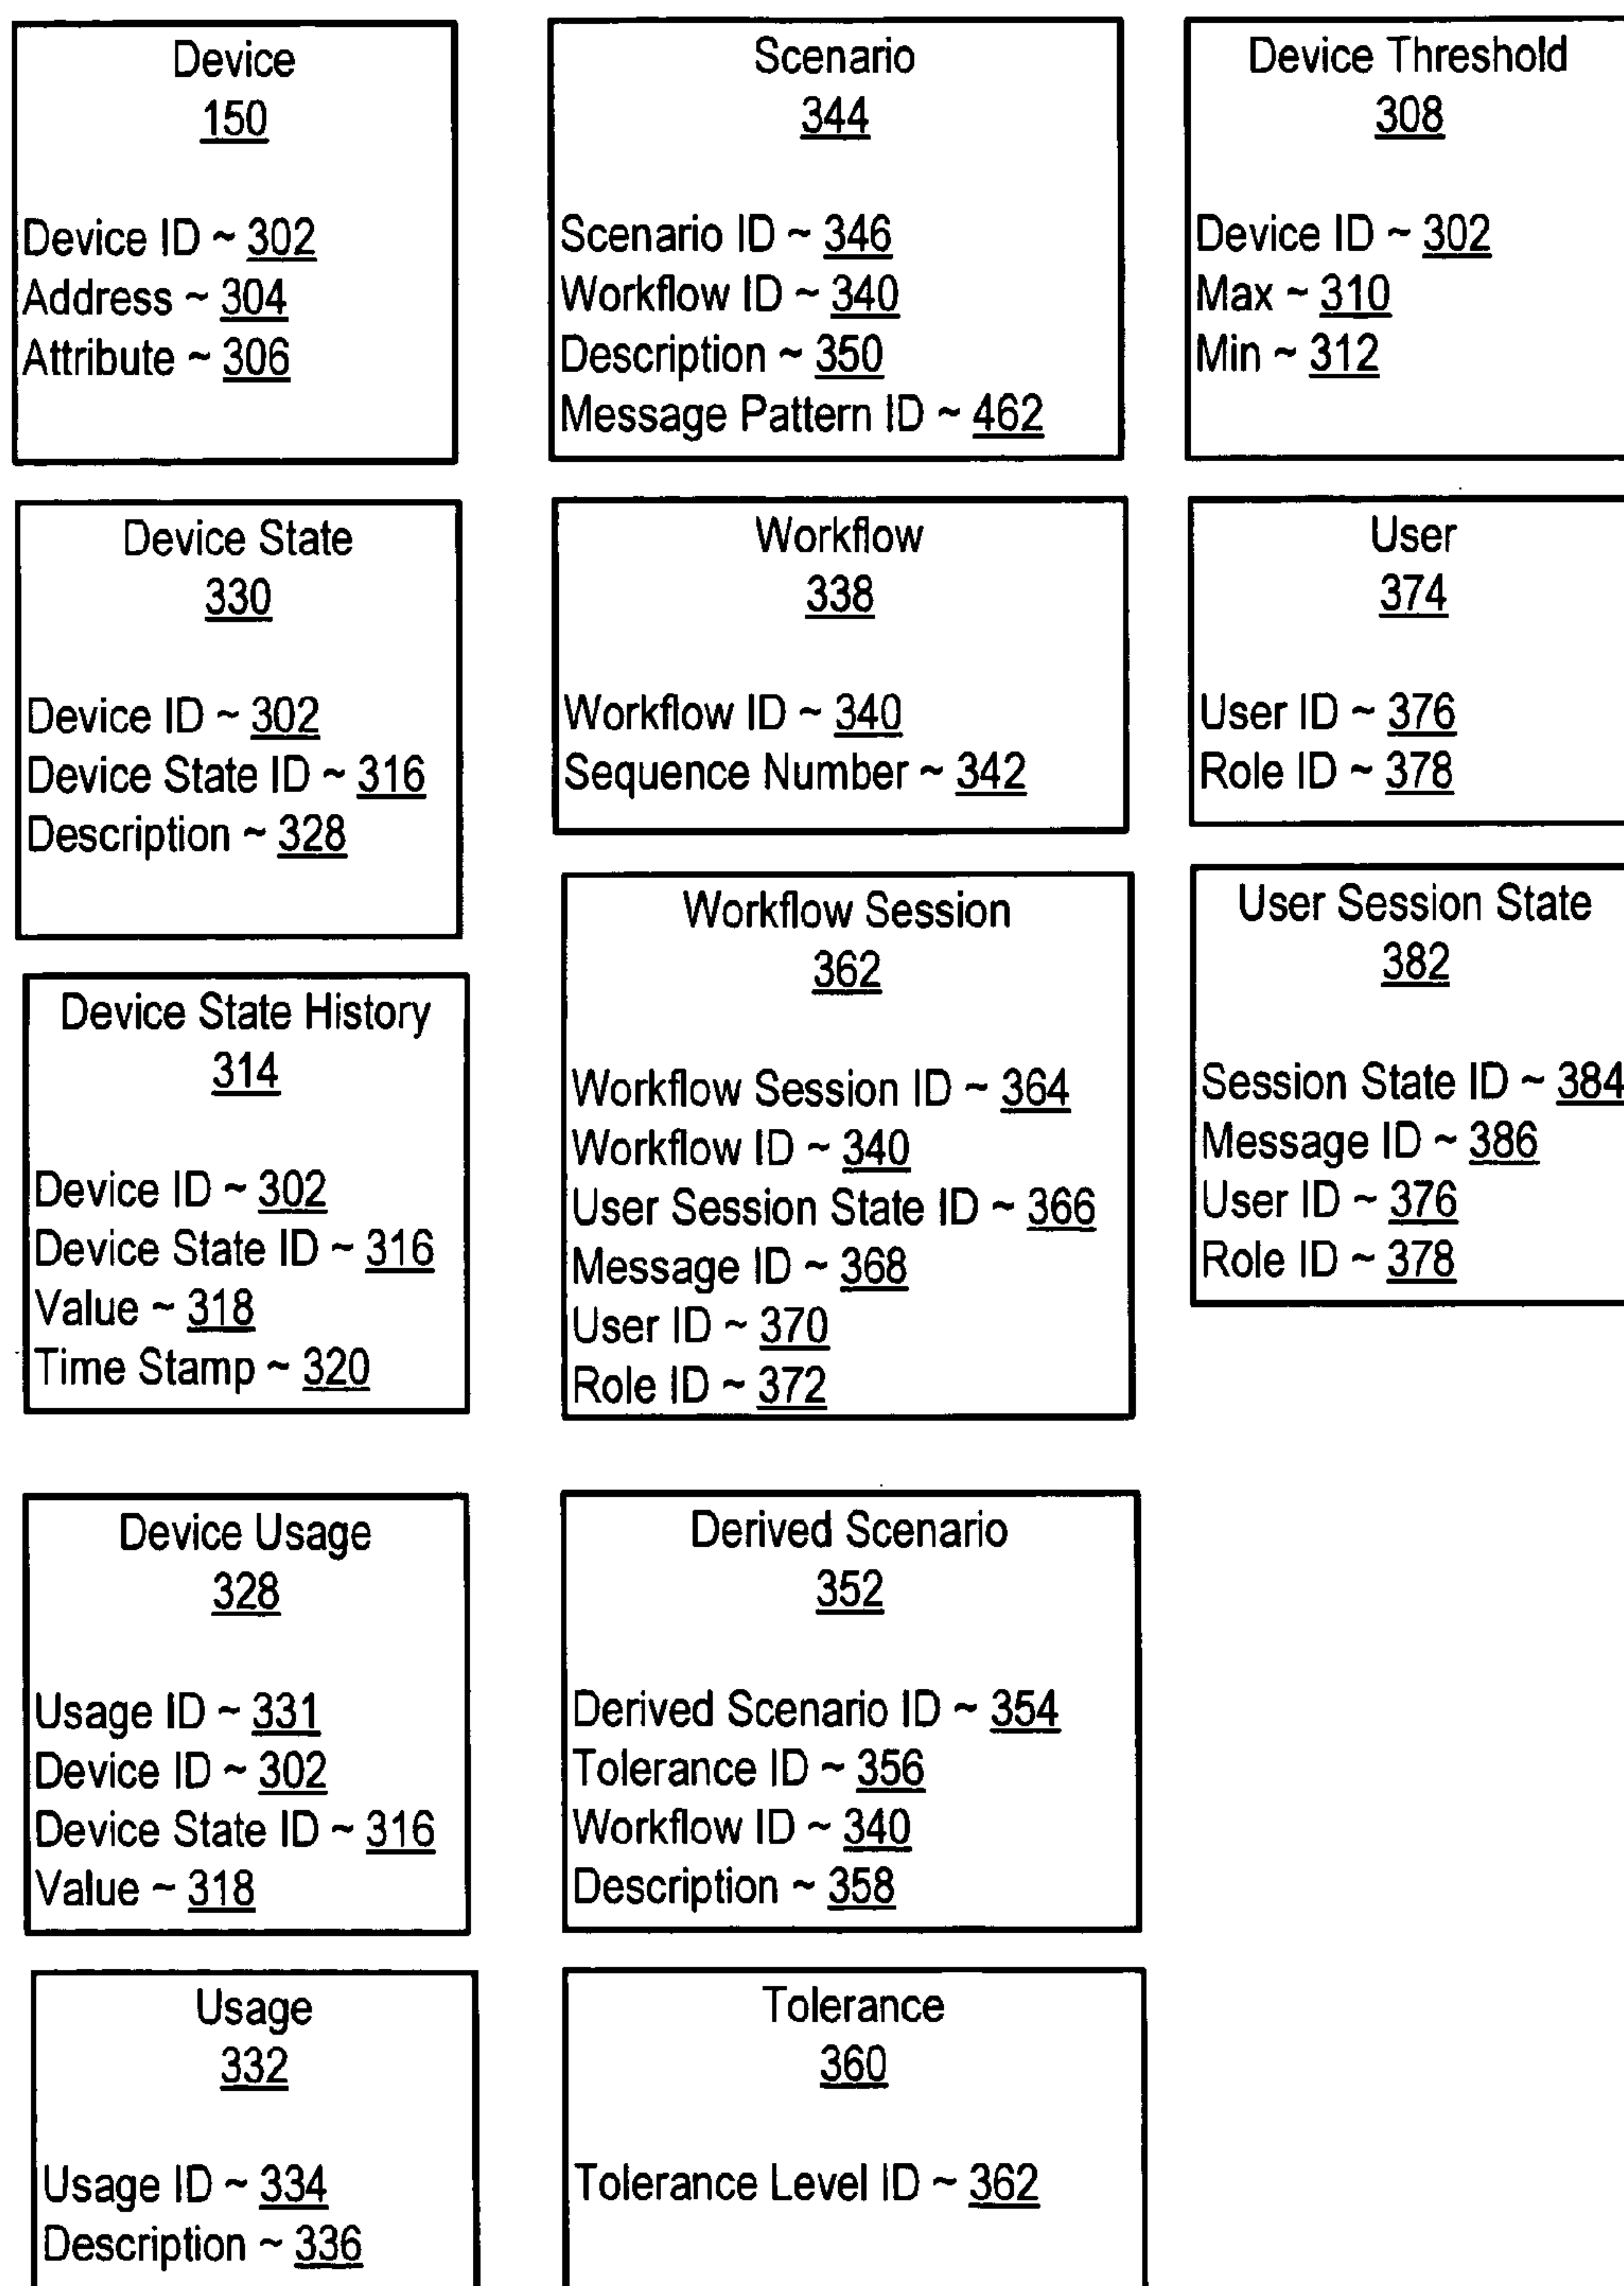 Device
150
Device ID ~ 302
Address ~ 304
Attribute ~ 306
Device State
330
Device ID ~ 302
Device State ID ~ 316
Description ~ 328
Device State History
314
Device ID ~ 302
Device State ID ~ 316
Value ~ 318
Time Stamp ~ 320
Device Usage
328
Usage ID ~ 331
Device ID ~ 302
Device State ID ~ 316
Value ~ 318
Usage
332
Usage ID ~ 334
Description ~ 336
Scenario
344
Scenario ID ~ 346
Workflow ID ~ 340
Description ~ 350
Message Pattern ID ~ 462
Workflow
338
Workflow ID ~ 340
Sequence Number ~ 342
Workflow Session
362
Workflow Session ID ~ 364
Workflow ID ~ 340
User Session State ID ~ 366
Message ID ~ 368
User ID ~ 370
Role ID ~ 372
Derived Scenario
352
Derived Scenario ID ~ 354
Tolerance ID ~ 356
Workflow ID ~ 340
Description ~ 358
Tolerance
360
Tolerance Level ID ~ 362
Device Threshold
308
Device ID ~ 302
Max ~ 310
Min ~ 312
User
374
User ID ~ 376
Role ID ~ 378
User Session State
382
Session State ID ~ 384
Message ID ~ 386
User ID ~ 376
Role ID ~ 378